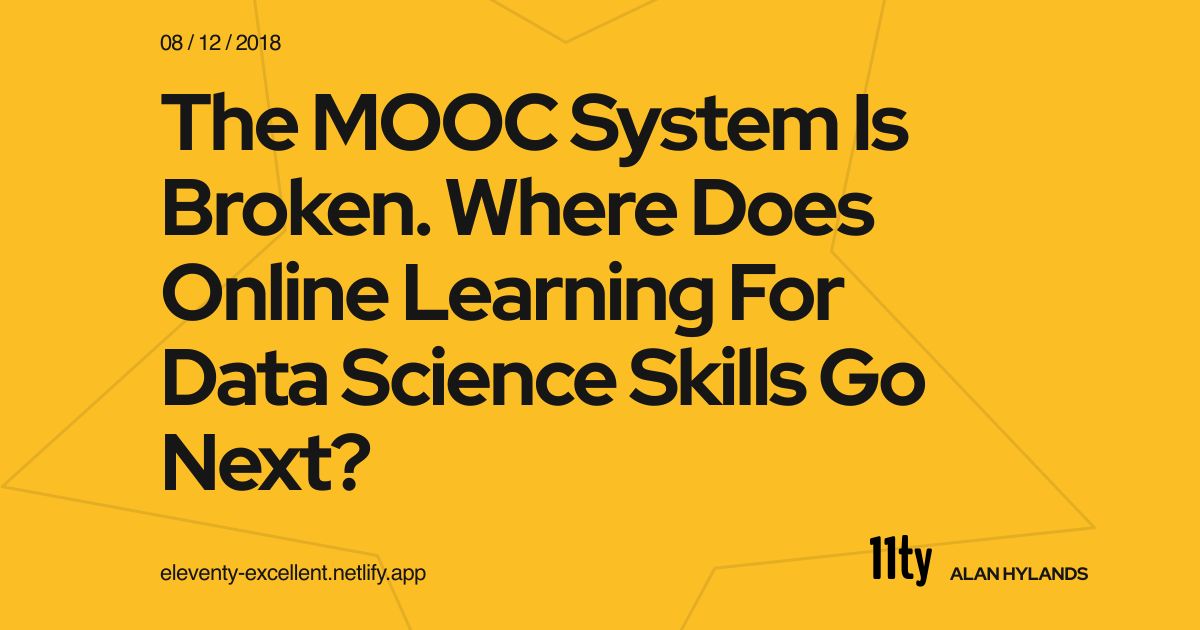 08 / 12 / 2018
The MOOC System Is
Broken. Where Does
Online Learning For
Data Science Skills Go
Next?
eleventy-excellent.netlify.app
11ty ALAN HYLANDS